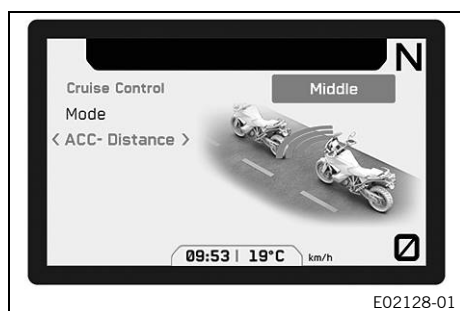 N
Cruise Control
Middle
Mode
< ACC- Distance >
09:53 | 19°C
km/h
0
E02128-01